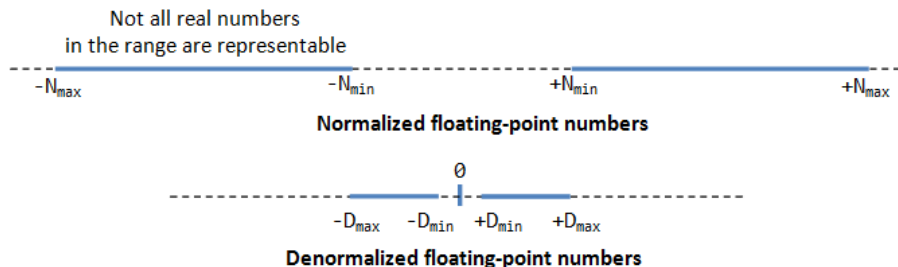 Not all real numbers
in the range are representable
-Nmax -Nmin +Nmin +Nmax
Normalized floating-point numbers
0
-Dmax -Dmin +Dmin +Dmax
Denormalized floating-point numbers